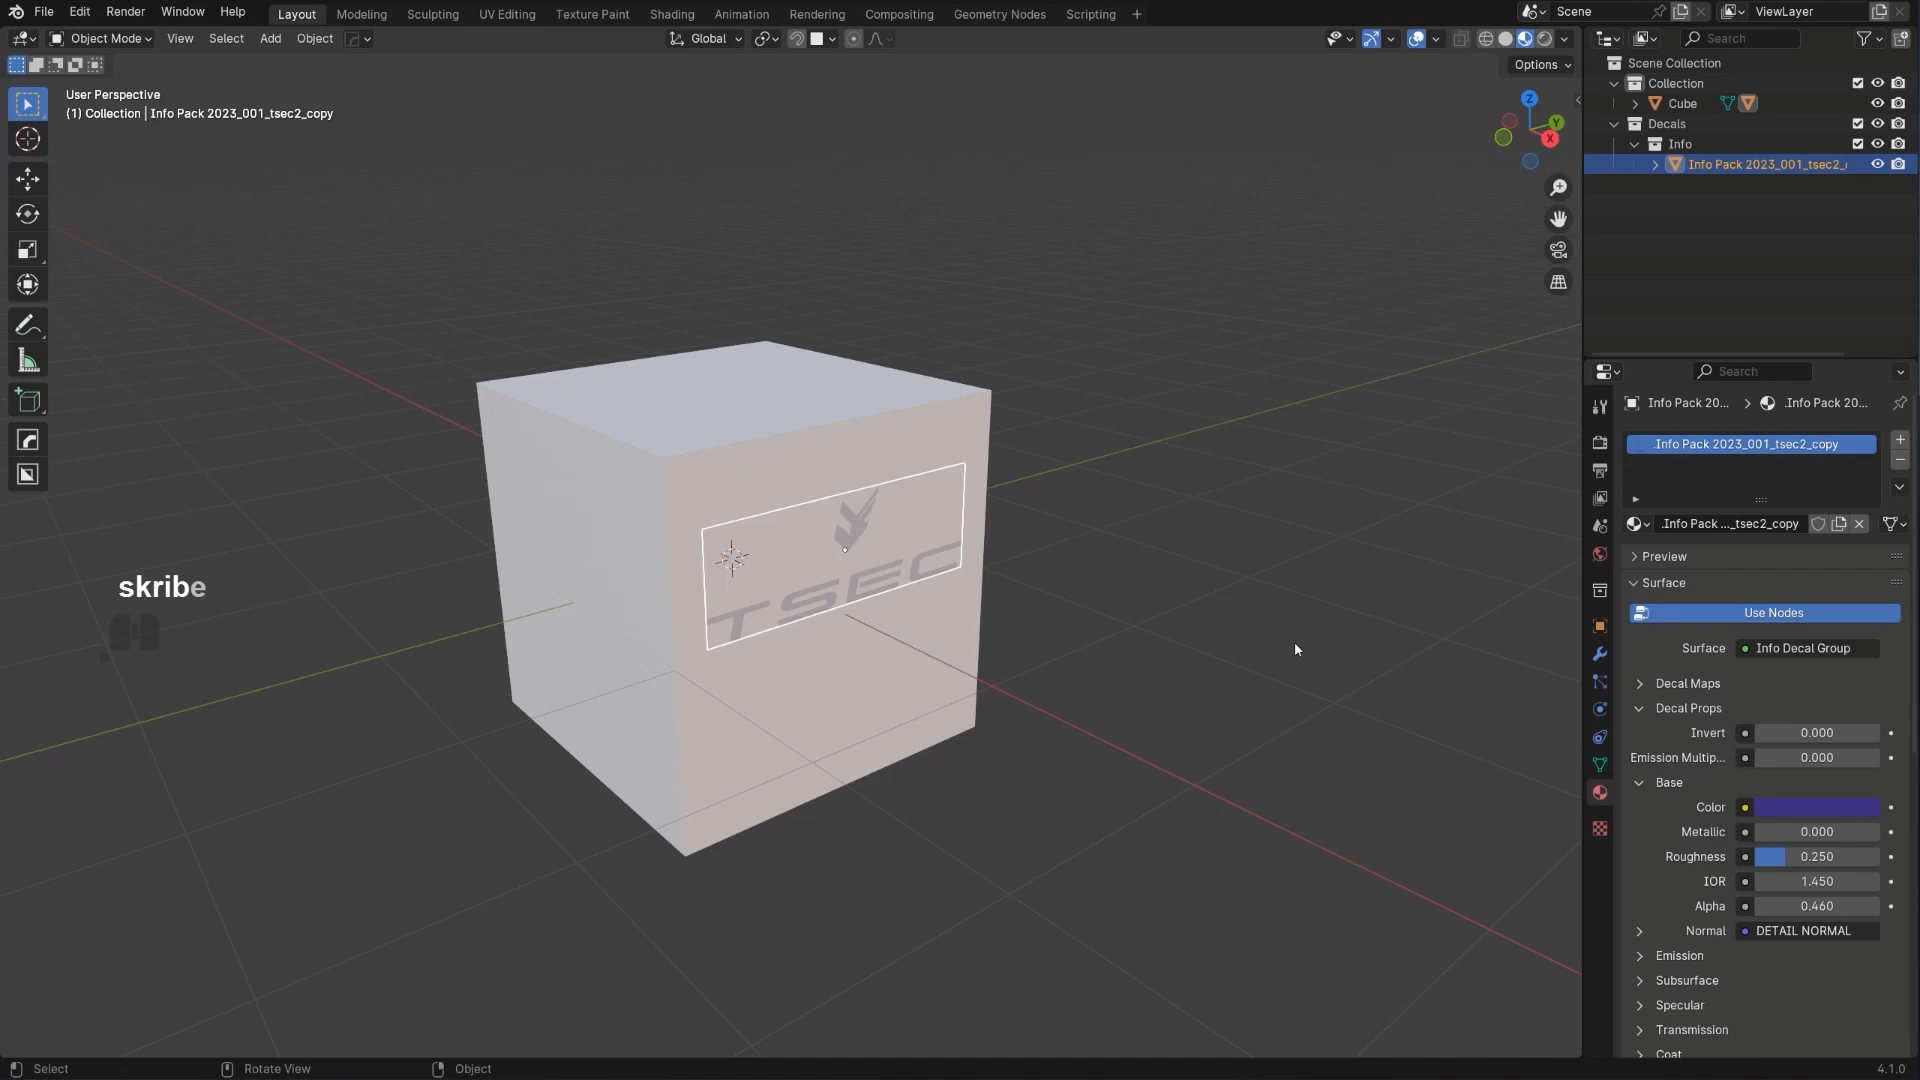 File Edit Render Window Help Layout Modeling Sculpting UV Editing Texture Paint Shading Animation Rendering Compositing Geometry Nodes Scripting + Scene ViewLayer
Object Mode View Select Add Object Global Search
Options
User Perspective
(1) Collection | Info Pack 2023_001_tsec2_copy
Z
Y
X
TSEC
skribe
Scene Collection
Collection
Cube
Decals
Info
Info Pack 2023_001_tsec2_
Search
Info Pack 20... > .Info Pack 20...
.Info Pack 2023_001_tsec2_copy
.Info Pack ..._tsec2_copy
Preview
Surface
Use Nodes
Surface Info Decal Group
Decal Maps
Decal Props
Invert 0.000
Emission Multip... 0.000
Base
Color
Metallic 0.000
Roughness 0.250
IOR 1.450
Alpha 0.460
Normal DETAIL NORMAL
Emission
Subsurface
Specular
Transmission
Coat
Select Rotate View Object 4.1.0